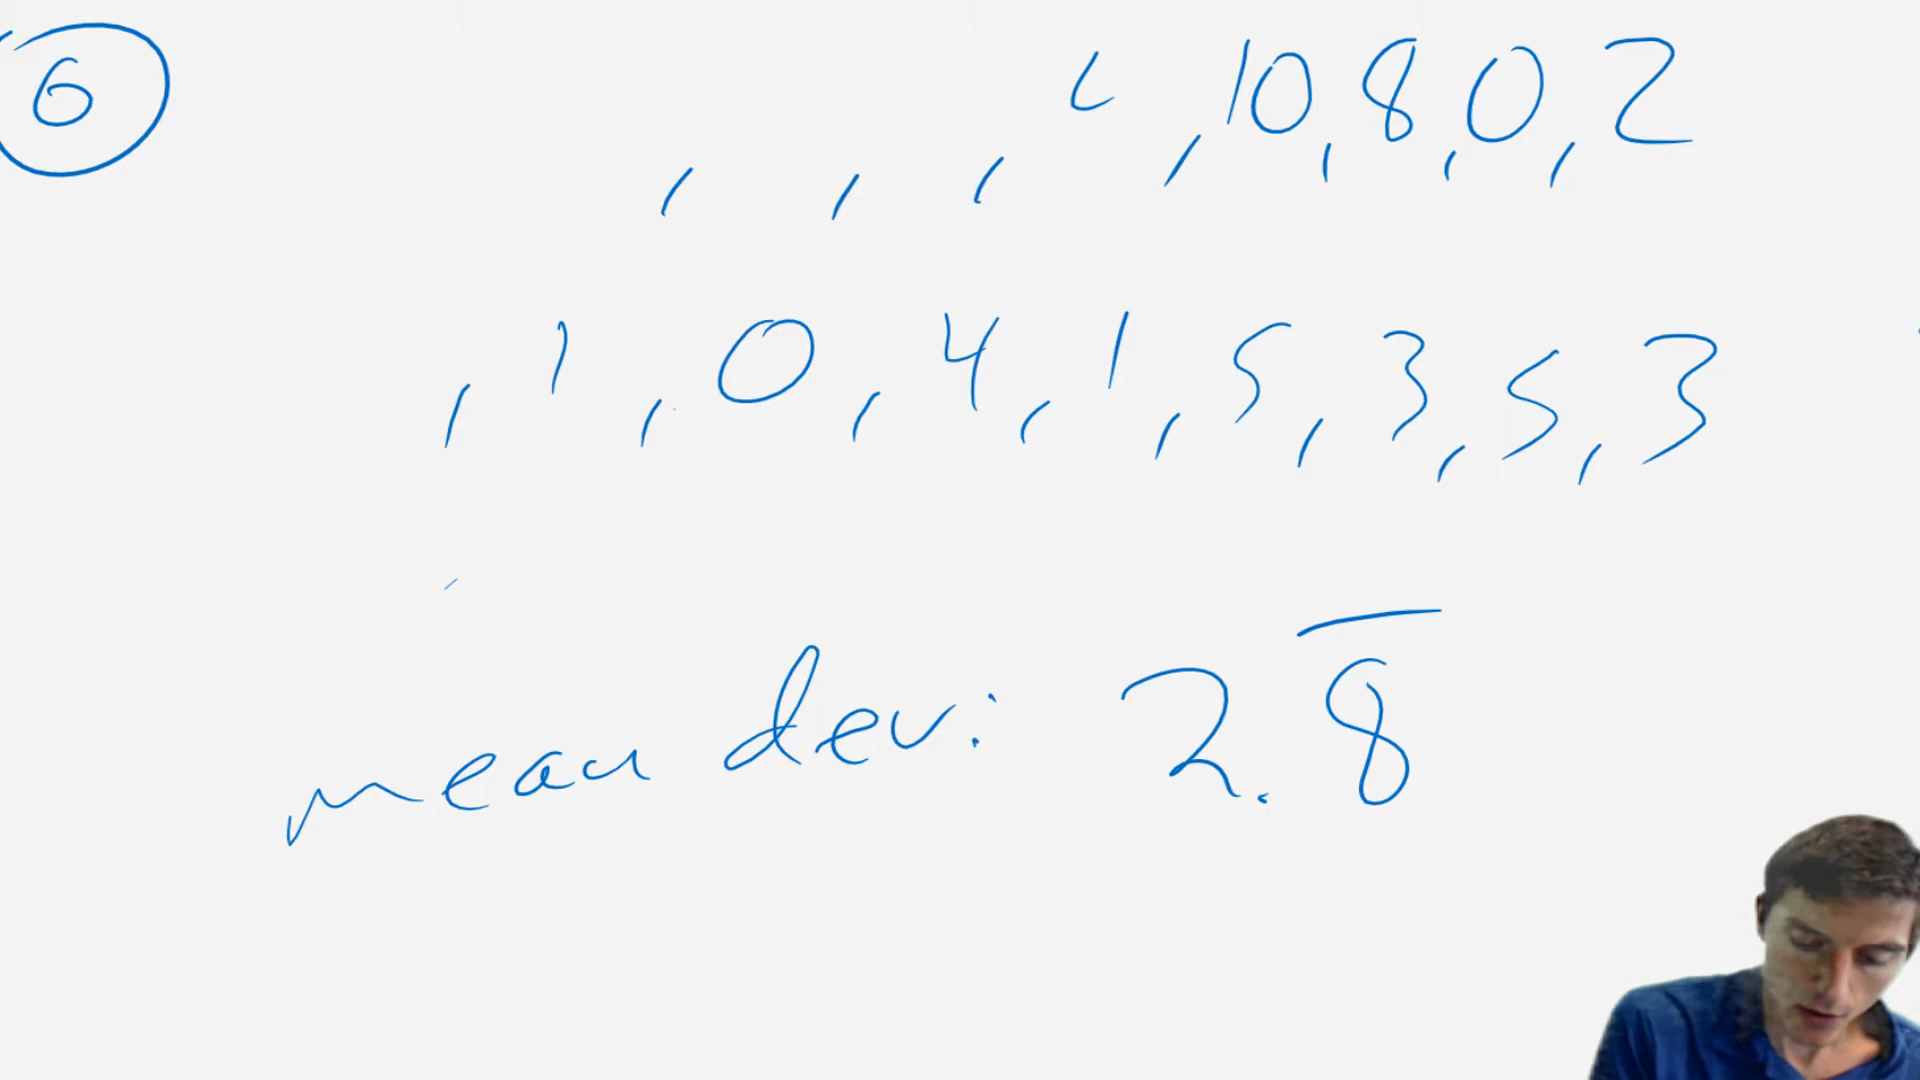 6
, , , , 10, 8, 0, 2
, 1, 0, 4, 1, 5, 3, 5, 3
mean dev: 2.8̅